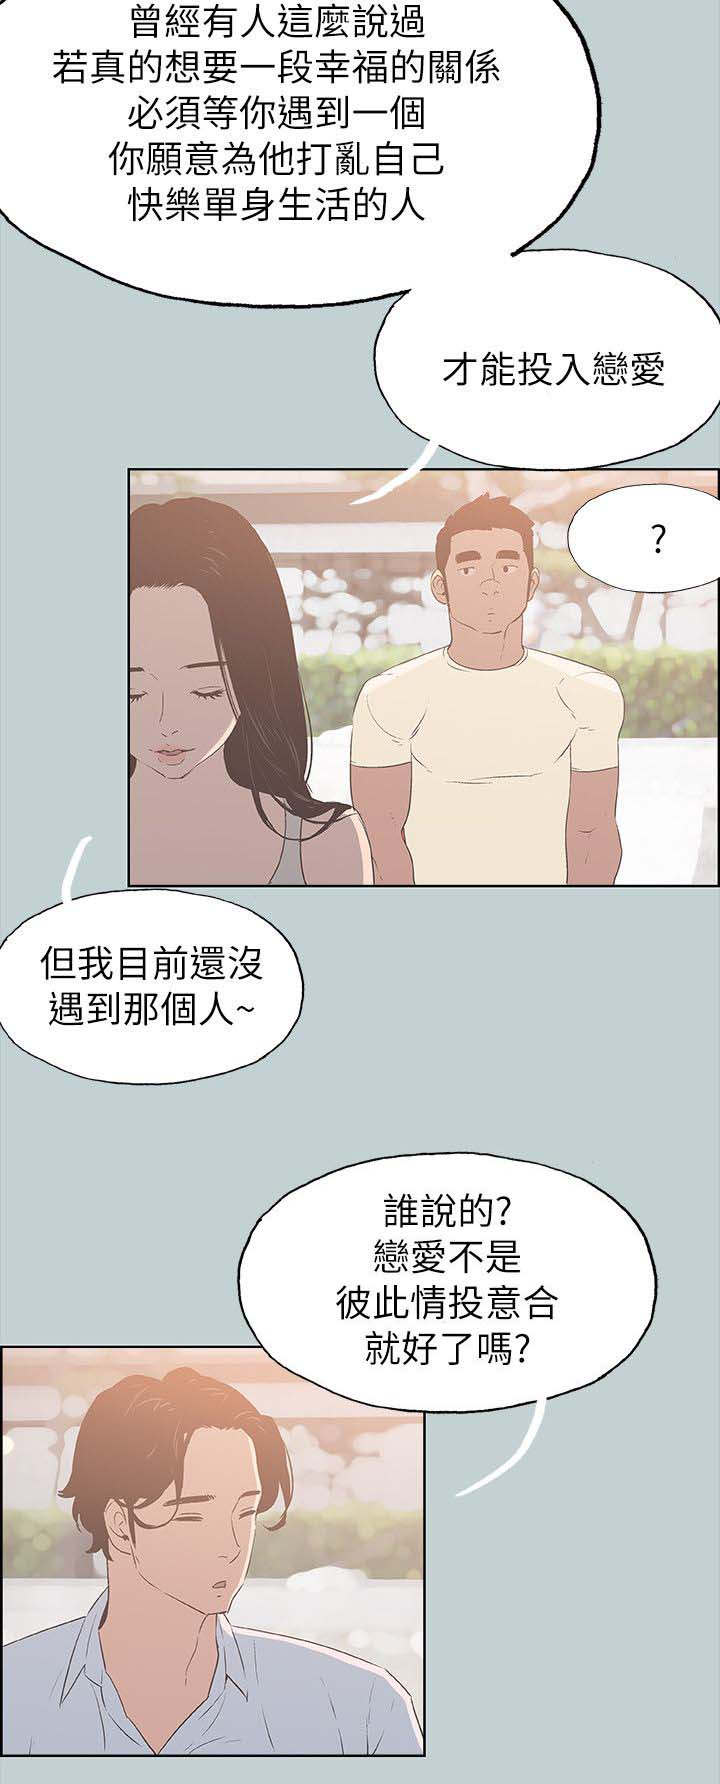 曾經有人這麼說過
若真的想要一段幸福的關係
必須等你遇到一個
你願意為他打亂自己
快樂單身生活的人
才能投入戀愛
?
但我目前還沒
遇到那個人~
誰說的?
戀愛不是
彼此情投意合
就好了嗎?